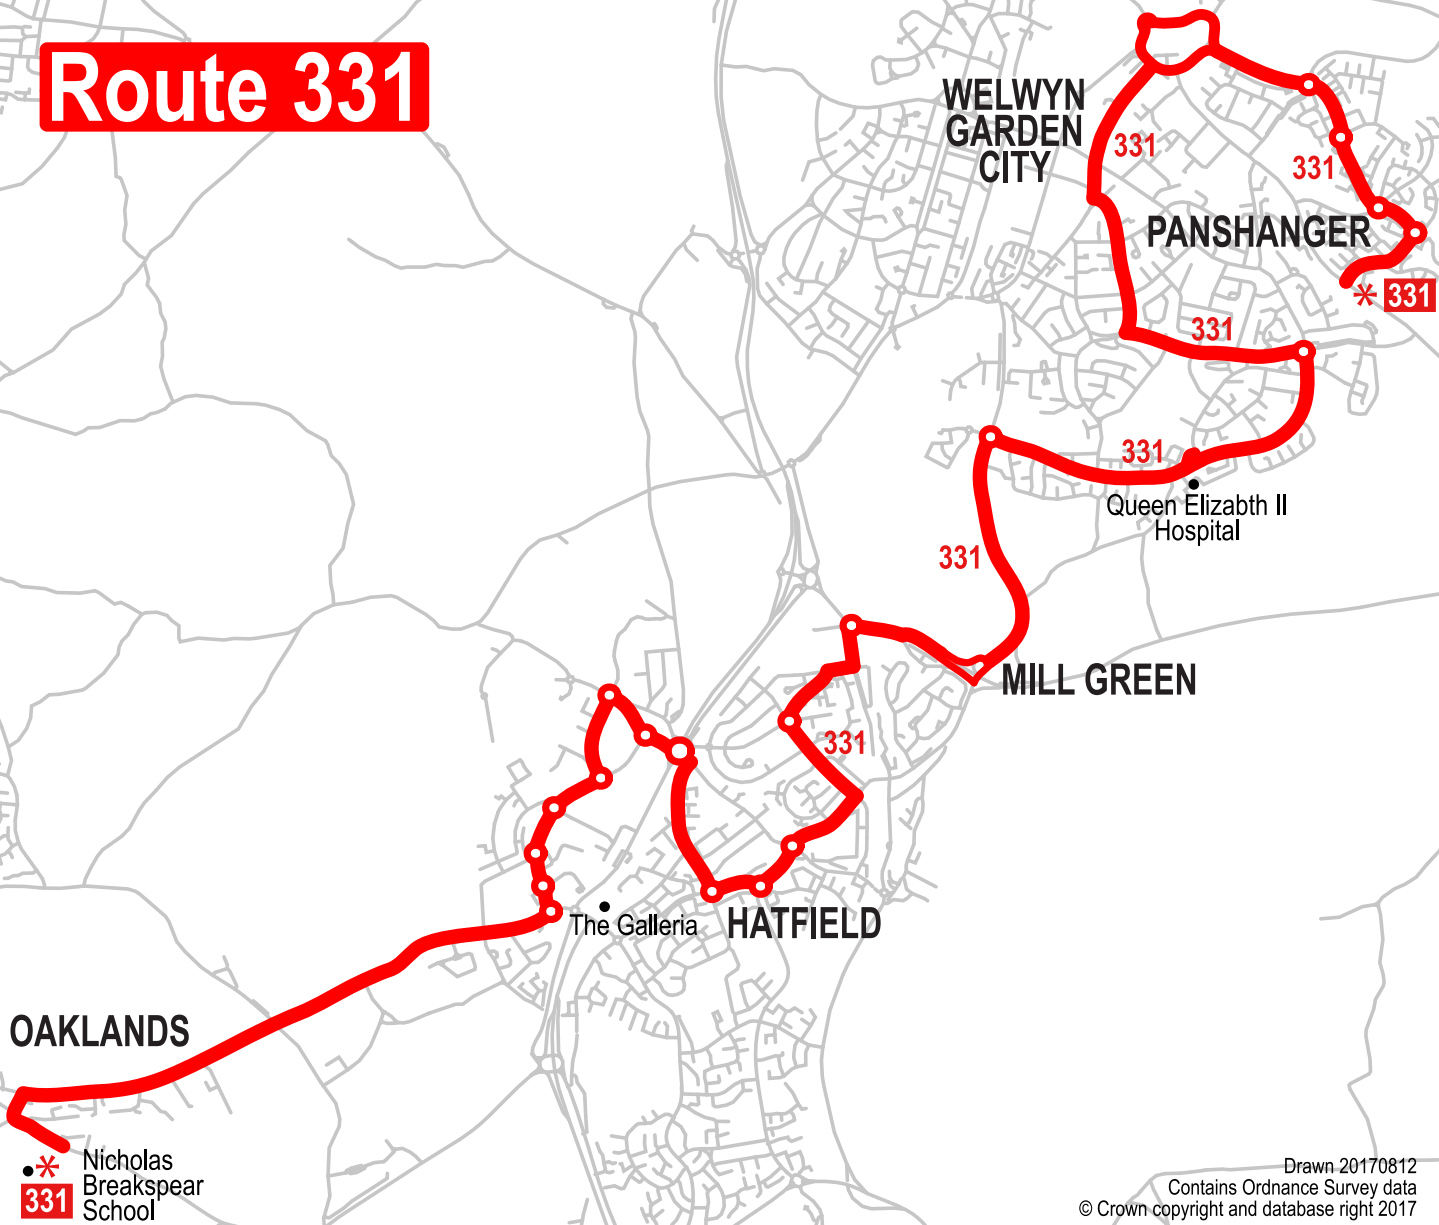 Route 331
WELWYN
GARDEN
CITY
331
331
PANSHANGER
331
331
331
Queen Elizabth II
Hospital
331
MILL GREEN
331
The Galleria
HATFIELD
OAKLANDS
Nicholas
Breakspear
School
331
Drawn 20170812
Contains Ordnance Survey data
© Crown copyright and database right 2017